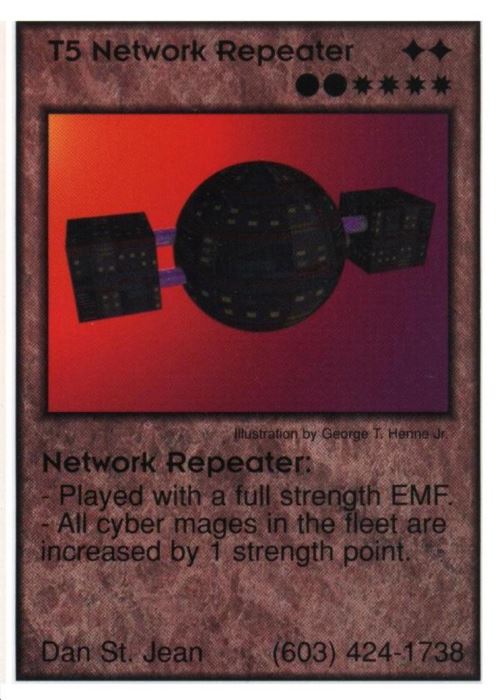 T5 Network Repeater
Illustration by George T. Henne Jr.
Network Repeater:
- Played with a full strength EMF.
- All cyber mages in the fleet are
increased by 1 strength point.
Dan St. Jean (603) 424-1738